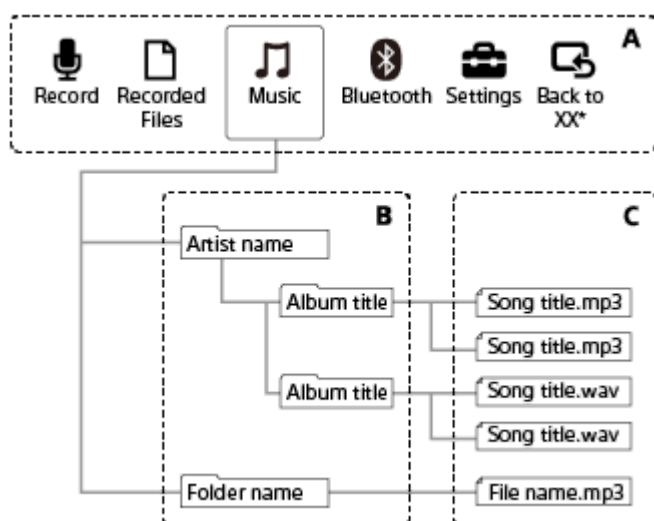 A
Record
Recorded
Files
Music
Bluetooth
Settings
Back to
XX*
B
C
Artist name
Album title
Song title.mp3
Song title.mp3
Album title
Song title.wav
Song title.wav
Folder name
File name.mp3